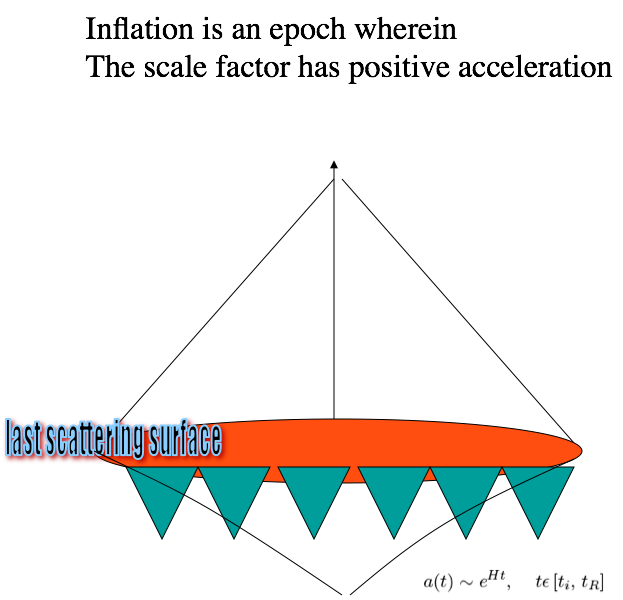 Inflation is an epoch wherein
The scale factor has positive acceleration
last scattering surface
a(t) ∼ e^{Ht},    tϵ[t_i, t_R]